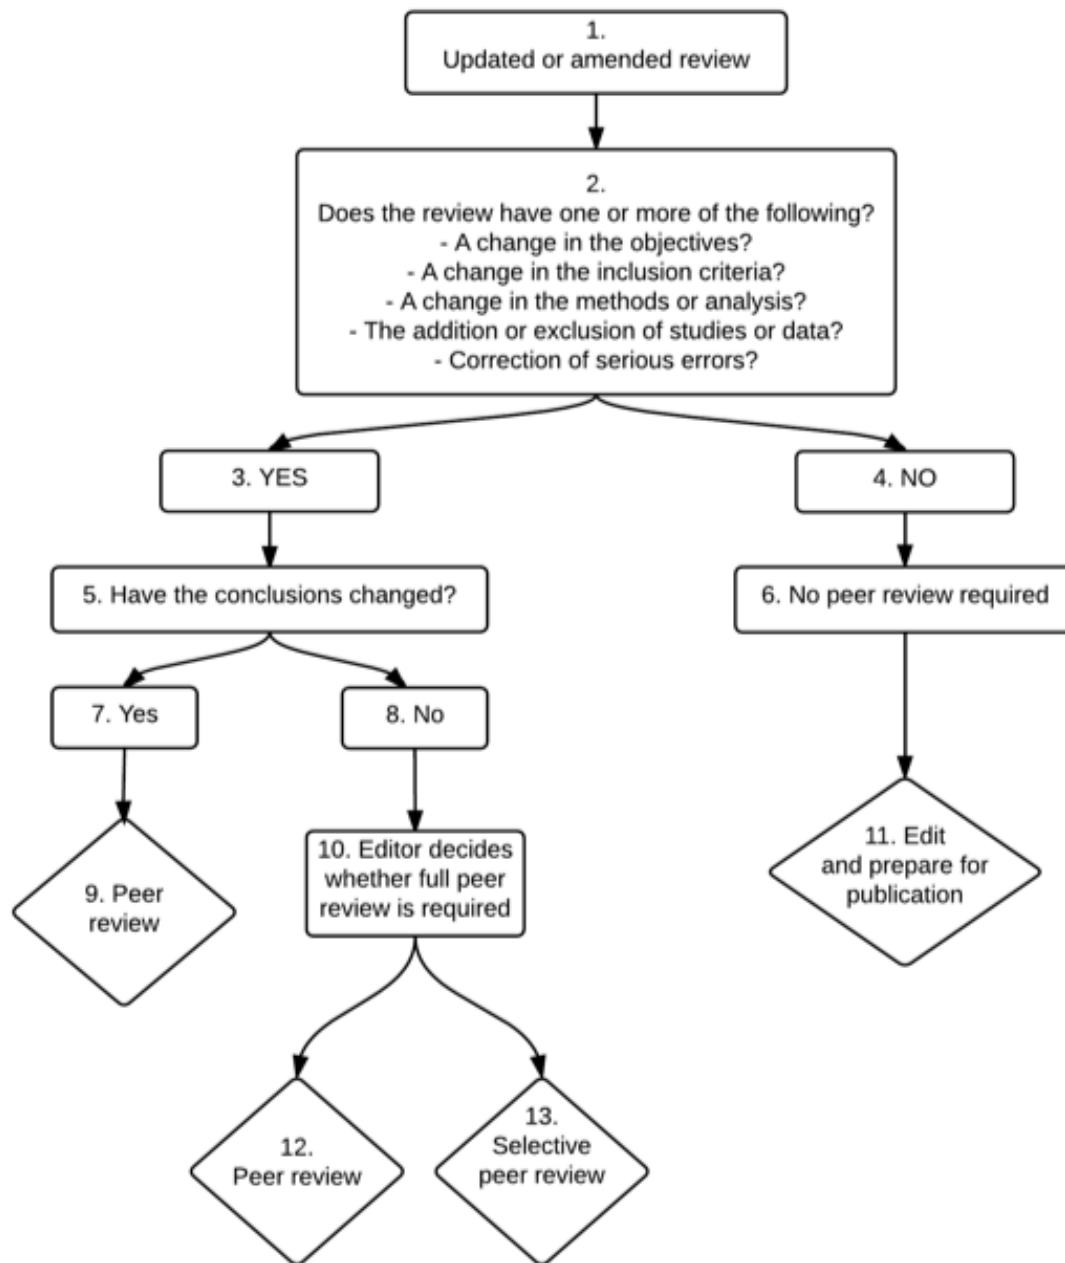 1.
Updated or amended review
2.
Does the review have one or more of the following?
- A change in the objectives?
- A change in the inclusion criteria?
- A change in the methods or analysis?
- The addition or exclusion of studies or data?
- Correction of serious errors?
3. YES
4. NO
5. Have the conclusions changed?
6. No peer review required
7. Yes
8. No
9. Peer
review
10. Editor decides
whether full peer
review is required
11. Edit
and prepare for
publication
12.
Peer review
13.
Selective
peer review